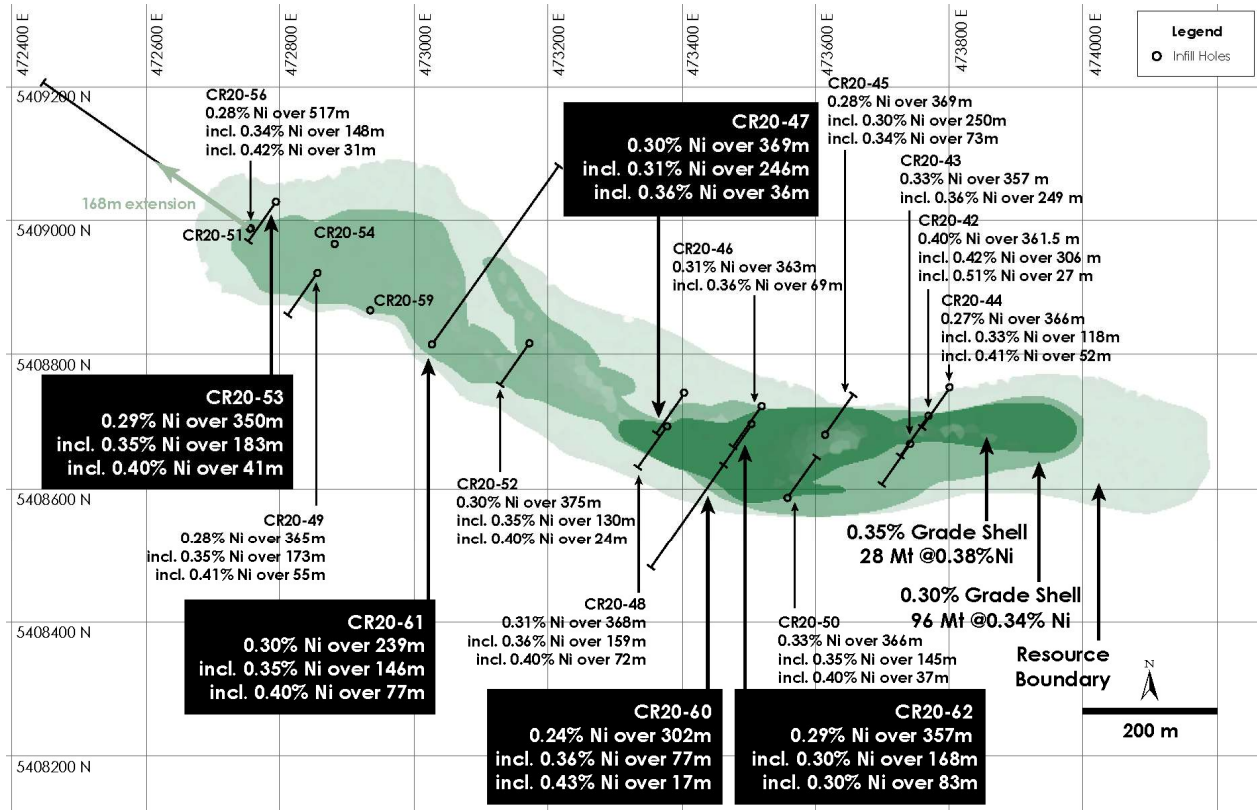 472400 E
472600 E
472800 E
473000 E
473200 E
473400 E
473600 E
473800 E
474000 E
Legend
Infill Holes
5409200 N
5409000 N
5408800 N
5408600 N
5408400 N
5408200 N
CR20-56
0.28% Ni over 517m
incl. 0.34% Ni over 148m
incl. 0.42% Ni over 31m
168m extension
CR20-51
CR20-54
CR20-59
CR20-47
0.30% Ni over 369m
incl. 0.31% Ni over 246m
incl. 0.36% Ni over 36m
CR20-46
0.31% Ni over 363m
incl. 0.36% Ni over 69m
CR20-45
0.28% Ni over 369m
incl. 0.30% Ni over 250m
incl. 0.34% Ni over 73m
CR20-43
0.33% Ni over 357 m
incl. 0.36% Ni over 249 m
CR20-42
0.40% Ni over 361.5 m
incl. 0.42% Ni over 306 m
incl. 0.51% Ni over 27 m
CR20-44
0.27% Ni over 366m
incl. 0.33% Ni over 118m
incl. 0.41% Ni over 52m
CR20-53
0.29% Ni over 350m
incl. 0.35% Ni over 183m
incl. 0.40% Ni over 41m
CR20-49
0.28% Ni over 365m
incl. 0.35% Ni over 173m
incl. 0.41% Ni over 55m
CR20-52
0.30% Ni over 375m
incl. 0.35% Ni over 130m
incl. 0.40% Ni over 24m
CR20-61
0.30% Ni over 239m
incl. 0.35% Ni over 146m
incl. 0.40% Ni over 77m
CR20-48
0.31% Ni over 368m
incl. 0.36% Ni over 159m
incl. 0.40% Ni over 72m
CR20-60
0.24% Ni over 302m
incl. 0.36% Ni over 77m
incl. 0.43% Ni over 17m
CR20-50
0.33% Ni over 366m
incl. 0.35% Ni over 145m
incl. 0.40% Ni over 37m
CR20-62
0.29% Ni over 357m
incl. 0.30% Ni over 168m
incl. 0.30% Ni over 83m
0.35% Grade Shell
28 Mt @0.38%Ni
0.30% Grade Shell
96 Mt @0.34% Ni
Resource
Boundary
N
200 m